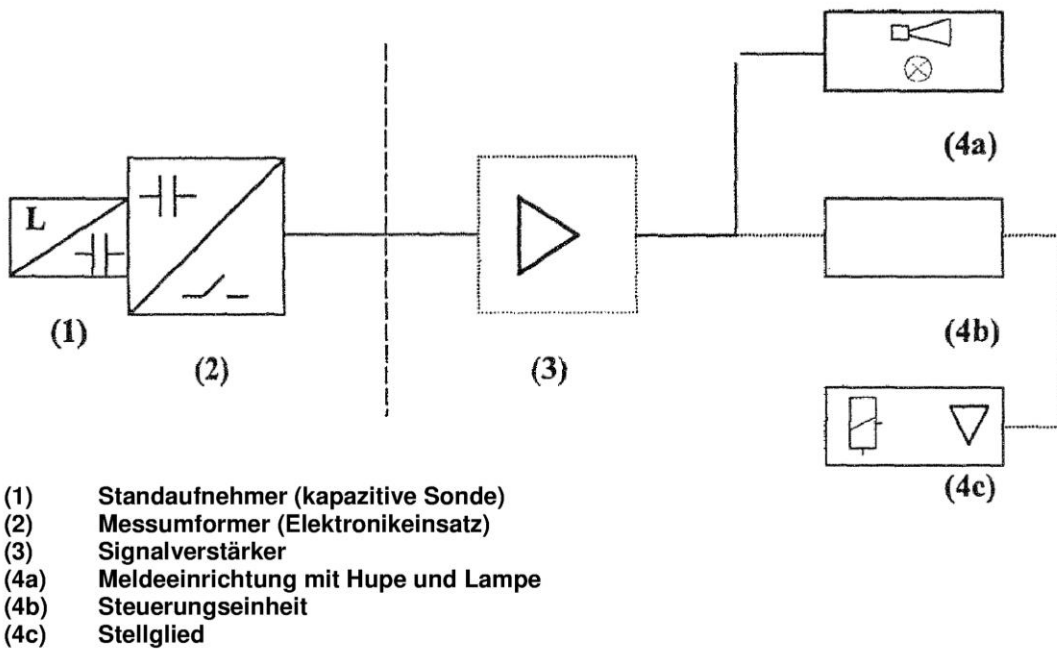 (4a)
L
(1)
(2)
(3)
(4b)
(4c)
(1) Standaufnehmer (kapazitive Sonde)
(2) Messumformer (Elektronikeinsatz)
(3) Signalverstärker
(4a) Meldeeinrichtung mit Hupe und Lampe
(4b) Steuerungseinheit
(4c) Stellglied